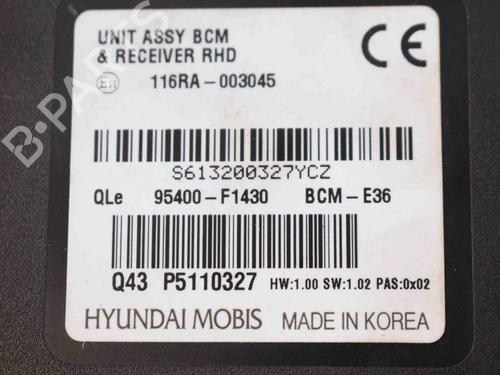 UNIT ASSY BCM
& RECEIVER RHD
CE
116RA-003045
S613200327YCZ
QLe 95400-F1430 BCM-E36
Q43 P5110327 HW:1.00 SW:1.02 PAS:0x02
HYUNDAI MOBIS MADE IN KOREA
B-PARTS